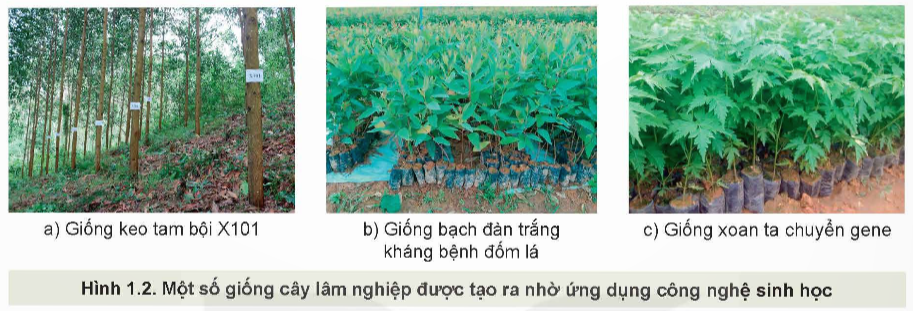 a) Giống keo tam bội X101
b) Giống bạch đàn trắng
kháng bệnh đốm lá
c) Giống xoan ta chuyển gene
Hình 1.2. Một số giống cây lâm nghiệp được tạo ra nhờ ứng dụng công nghệ sinh học